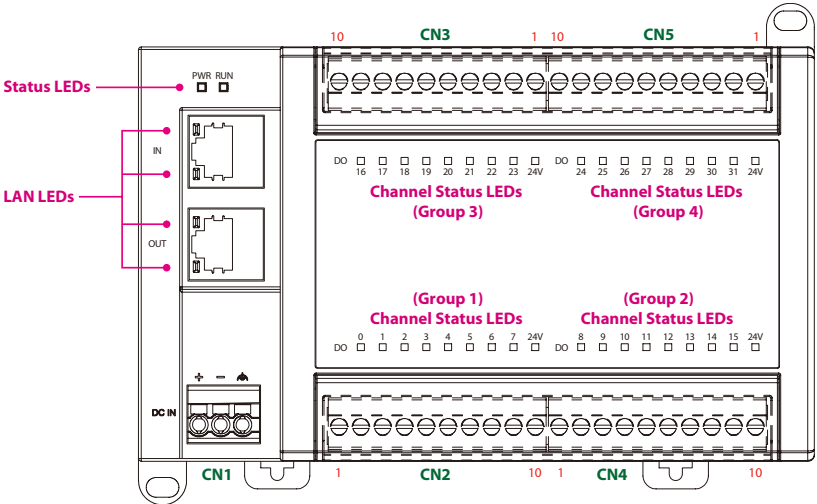 10 CN3 1 10 CN5 1
PWR RUN
Status LEDs
IN
DO 16 17 18 19 20 21 22 23 24V DO 24 25 26 27 28 29 30 31 24V
Channel Status LEDs Channel Status LEDs
(Group 3) (Group 4)
LAN LEDs
OUT
(Group 1) (Group 2)
Channel Status LEDs Channel Status LEDs
DO 0 1 2 3 4 5 6 7 24V DO 8 9 10 11 12 13 14 15 24V
+ −
DC IN
CN1 1 CN2 10 1 CN4 10